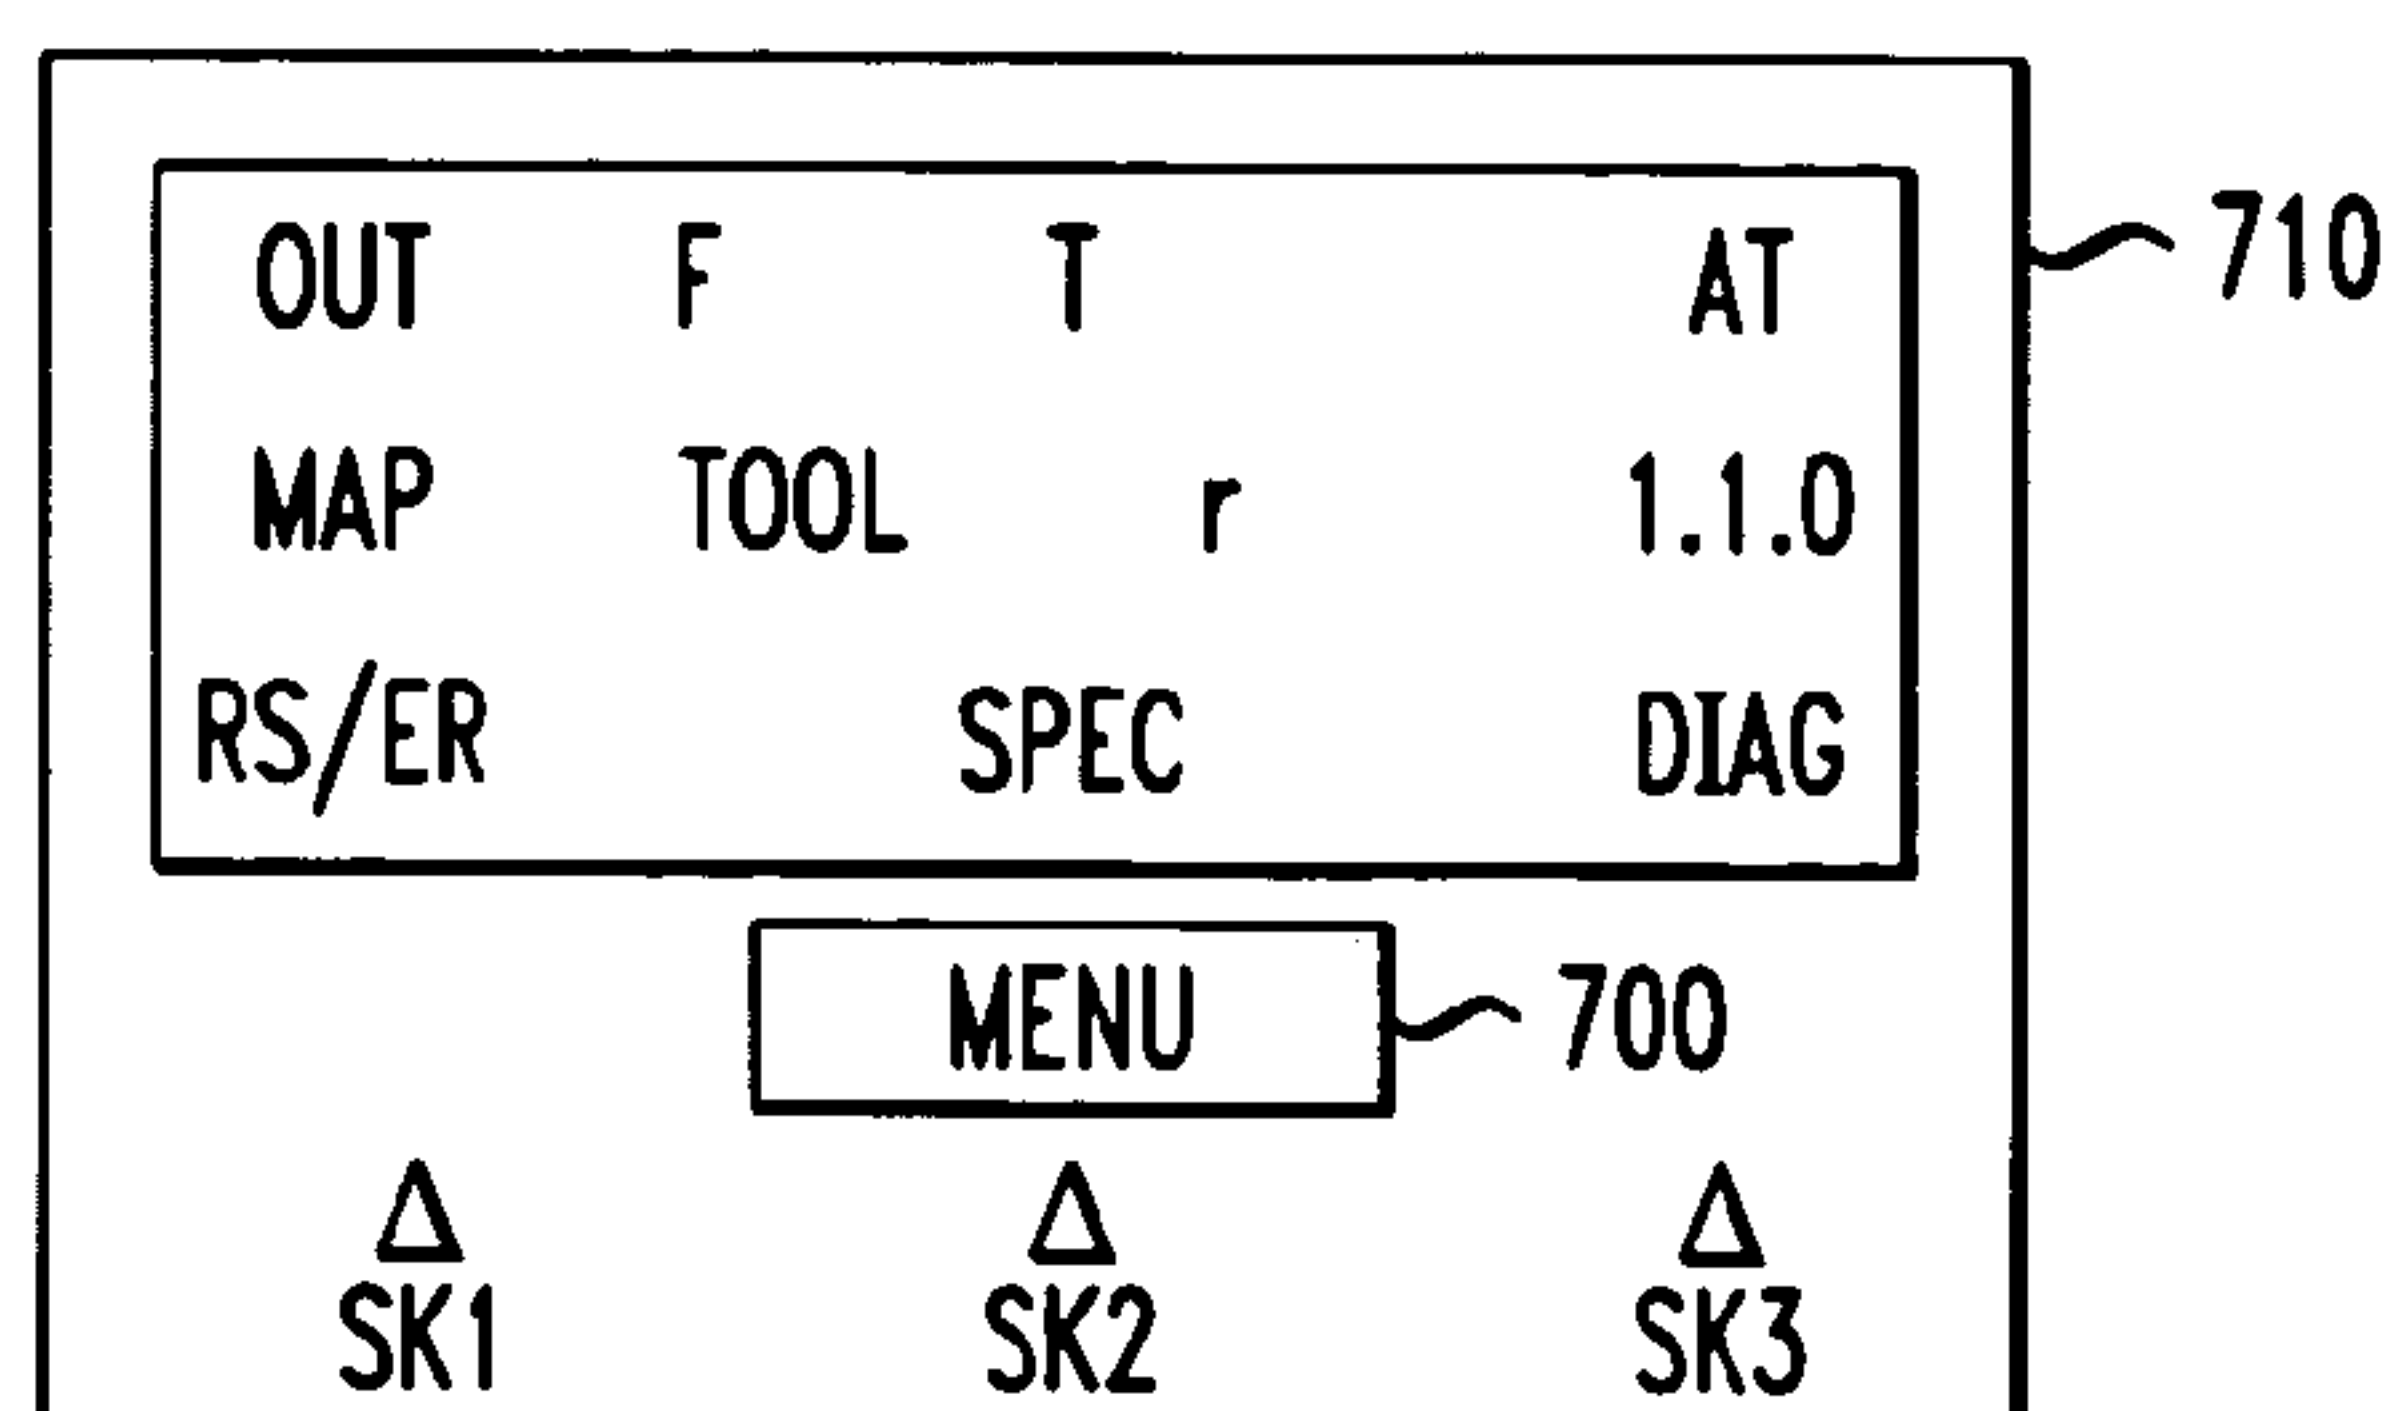 OUT F T AT 710
MAP TOOL r 1.1.0
RS/ER SPEC DIAG
MENU 700
SK1 SK2 SK3